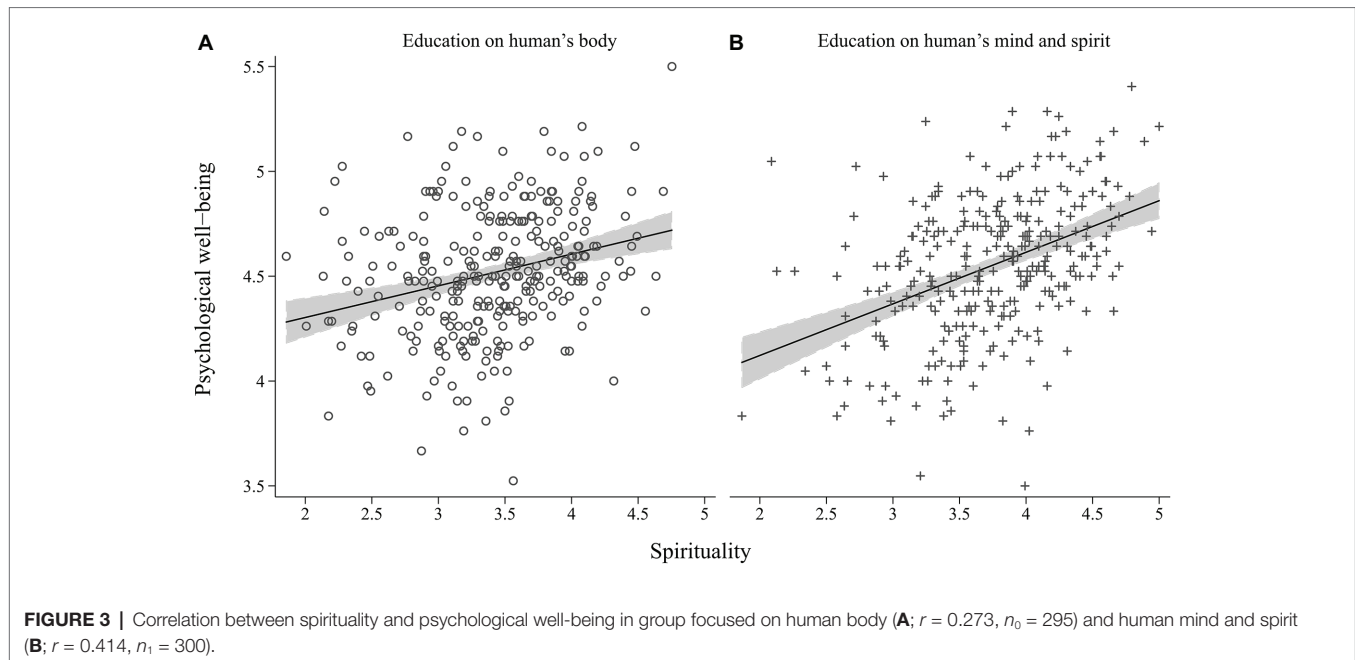 A Education on human's body
B Education on human's mind and spirit
Psychological well−being
5.5
5
4.5
4
3.5
2 2.5 3 3.5 4 4.5 5
2 2.5 3 3.5 4 4.5 5
Spirituality
FIGURE 3 | Correlation between spirituality and psychological well-being in group focused on human body (A; r = 0.273, n₀ = 295) and human mind and spirit
(B; r = 0.414, n₁ = 300).